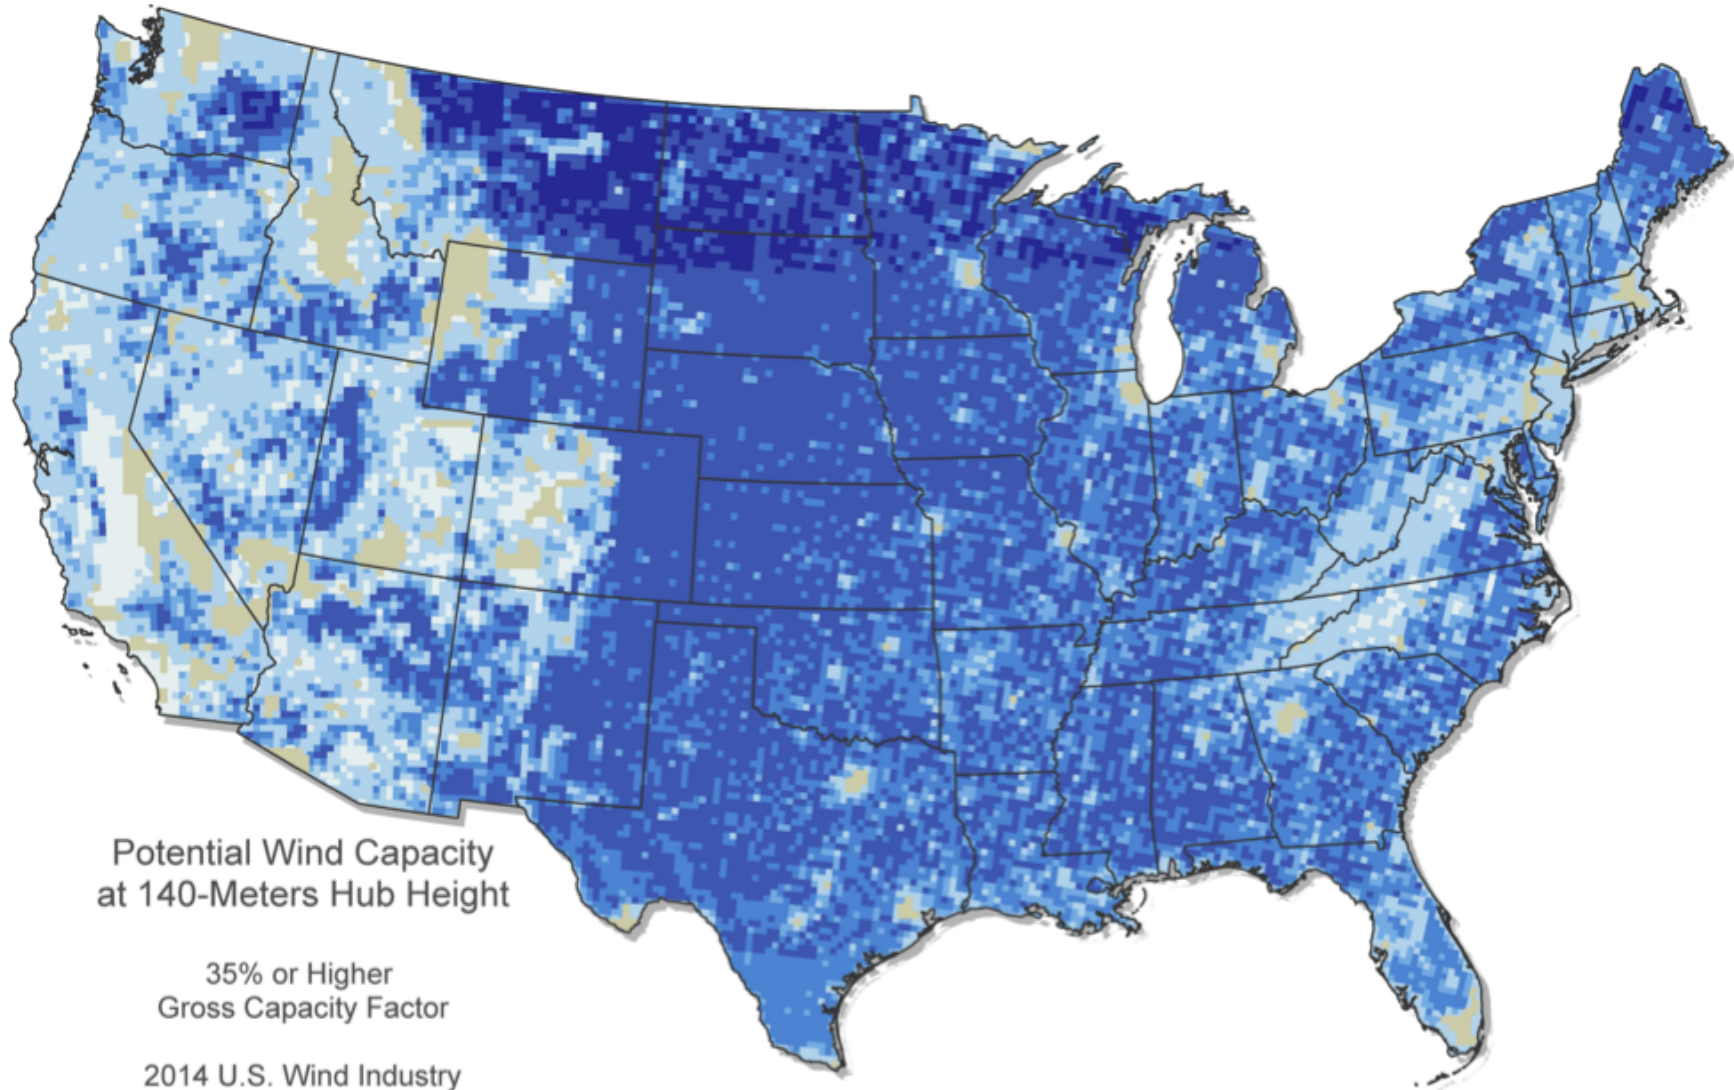 Potential Wind Capacity
at 140-Meters Hub Height
35% or Higher
Gross Capacity Factor
2014 U.S. Wind Industry